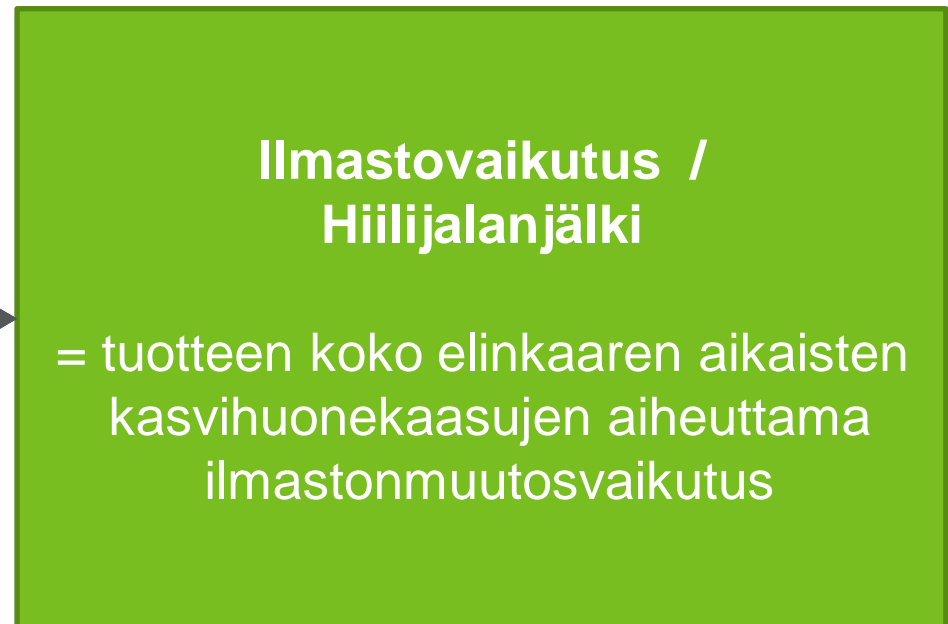 Ilmastovaikutus /
Hiilijalanjälki
= tuotteen koko elinkaaren aikaisten
kasvihuonekaasujen aiheuttama
ilmastonmuutosvaikutus